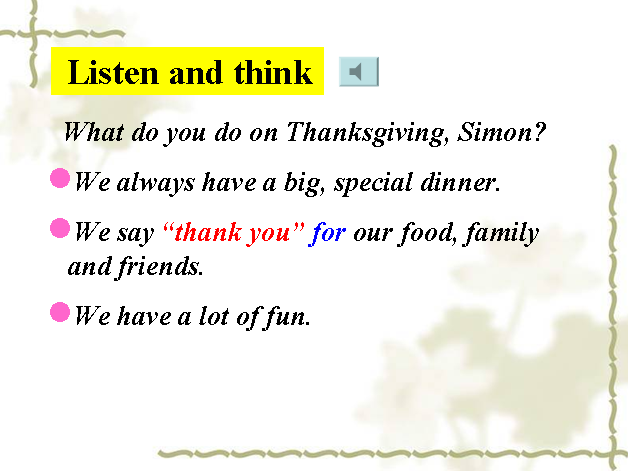 Listen and think
What do you do on Thanksgiving, Simon?
We always have a big, special dinner.
We say “thank you” for our food, family
and friends.
We have a lot of fun.